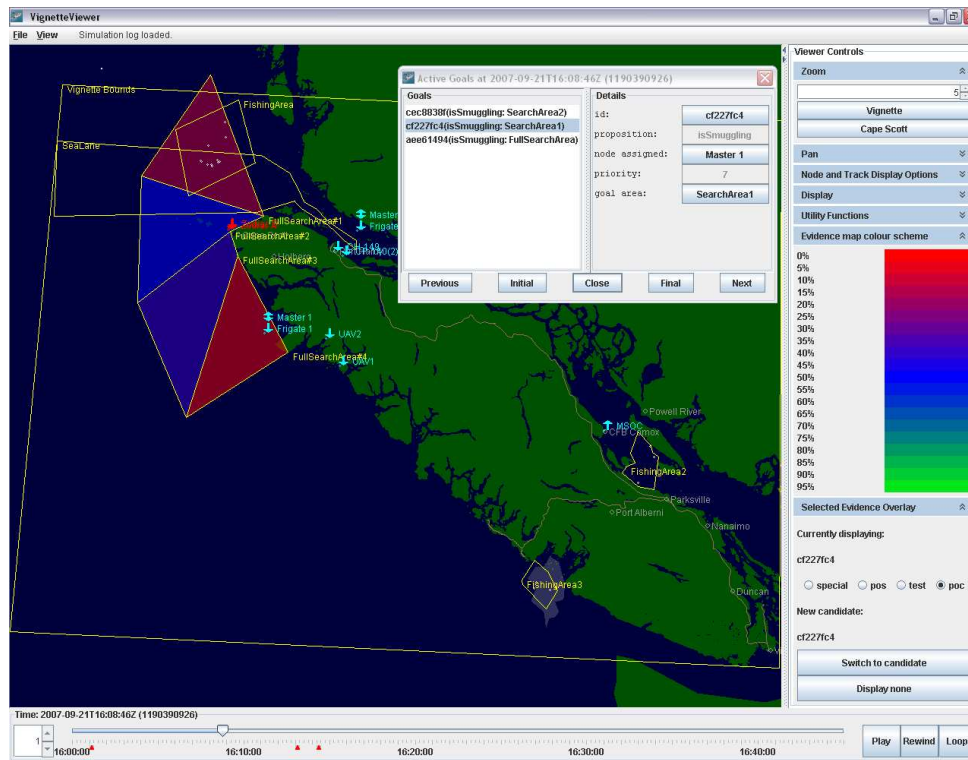 VignetteViewer
File View Simulation log loaded.
Vignette Bounds
FishingArea
SeaLane
FullSearchArea#1
FullSearchArea#2
Holberg
FullSearchArea#3
Master
Frigate
CH-149
Master 1
Frigate 1
UAV2
FullSearchArea#4
UAV1
Powell River
MSOC
CFB Comox
FishingArea2
Parksville
Port Alberni
Nanaimo
FishingArea3
Duncan
Active Goals at 2007-09-21T16:08:46Z (1190390926)
Goals
cec8838f(isSmuggling: SearchArea2)
cf227fc4(isSmuggling: SearchArea1)
aee61494(isSmuggling: FullSearchArea)
Details
id: cf227fc4
proposition: isSmuggling
node assigned: Master 1
priority: 7
goal area: SearchArea1
Previous Initial Close Final Next
Viewer Controls
Zoom
5
Vignette
Cape Scott
Pan
Node and Track Display Options
Display
Utility Functions
Evidence map colour scheme
0%
5%
10%
15%
20%
25%
30%
35%
40%
45%
50%
55%
60%
65%
70%
75%
80%
85%
90%
95%
Selected Evidence Overlay
Currently displaying:
cf227fc4
special pos test poc
New candidate:
cf227fc4
Switch to candidate
Display none
Time: 2007-09-21T16:08:46Z (1190390926)
1
16:00:00 16:10:00 16:20:00 16:30:00 16:40:00
Play Rewind Loop